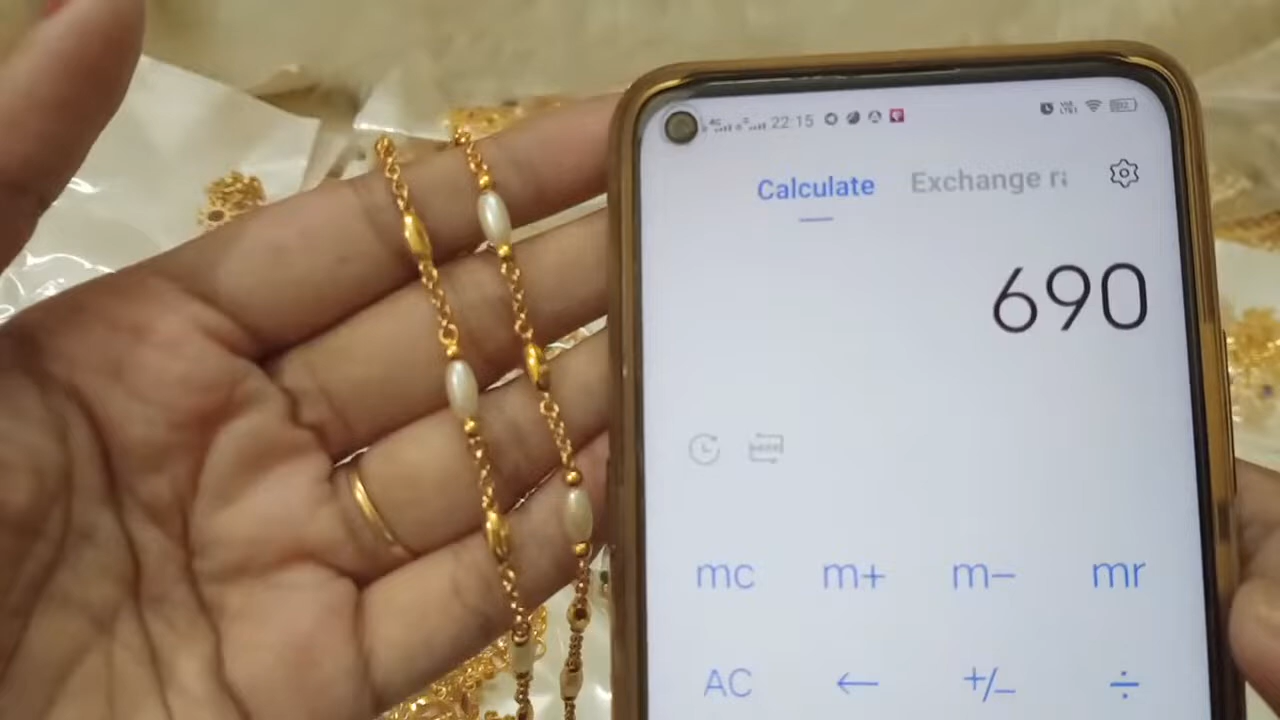 22:15
Calculate Exchange r
690
mc m+ m− mr
AC ← +/− ÷